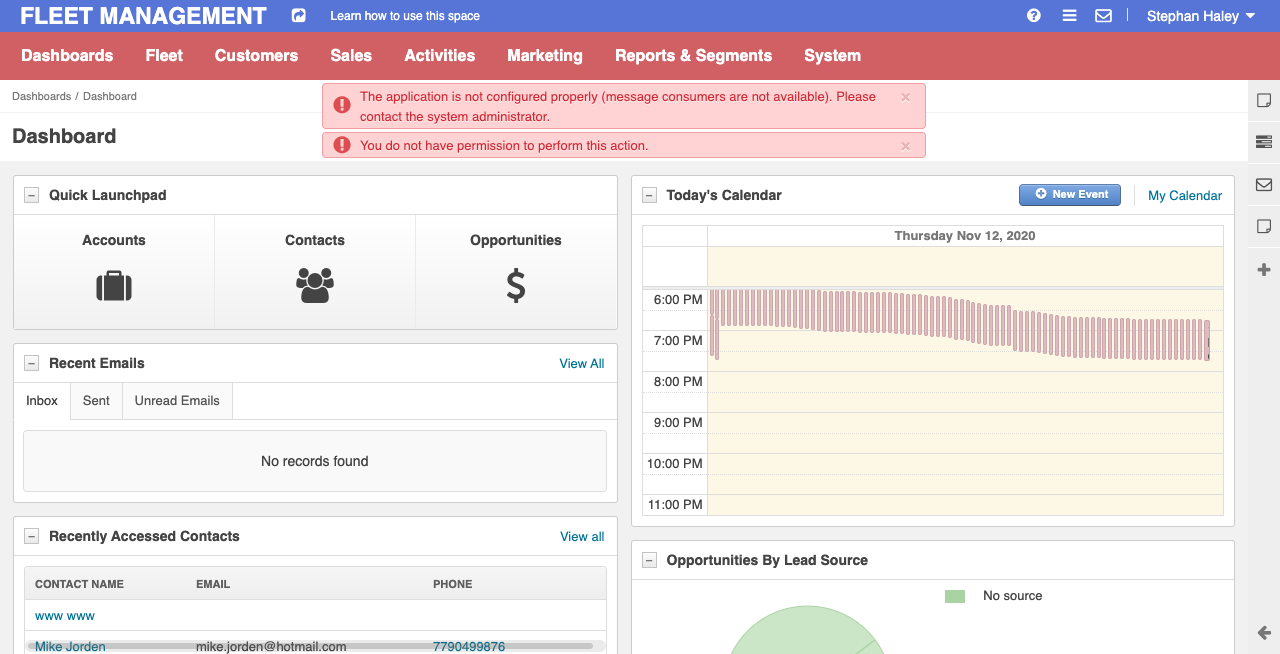 FLEET MANAGEMENT
Learn how to use this space
Stephan Haley
Dashboards
Fleet
Customers
Sales
Activities
Marketing
Reports & Segments
System
Dashboards / Dashboard
The application is not configured properly (message consumers are not available). Please
contact the system administrator.
×
You do not have permission to perform this action.
×
Dashboard
Quick Launchpad
Accounts
Contacts
Opportunities
Recent Emails
View All
Inbox
Sent
Unread Emails
No records found
Recently Accessed Contacts
View all
CONTACT NAME
EMAIL
PHONE
www www
Mike Jorden
mike.jorden@hotmail.com
7790499876
Today's Calendar
New Event
My Calendar
Thursday Nov 12, 2020
6:00 PM
7:00 PM
8:00 PM
9:00 PM
10:00 PM
11:00 PM
Opportunities By Lead Source
No source